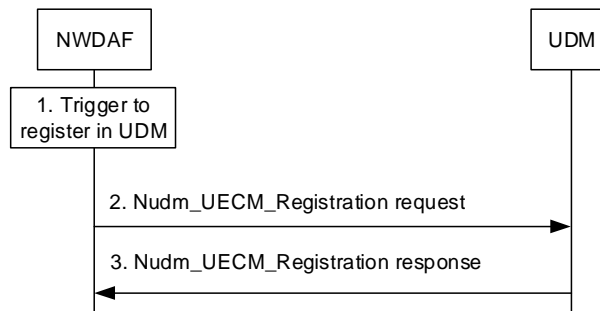 NWDAF
UDM
1. Trigger to
register in UDM
2. Nudm_UECM_Registration request
3. Nudm_UECM_Registration response